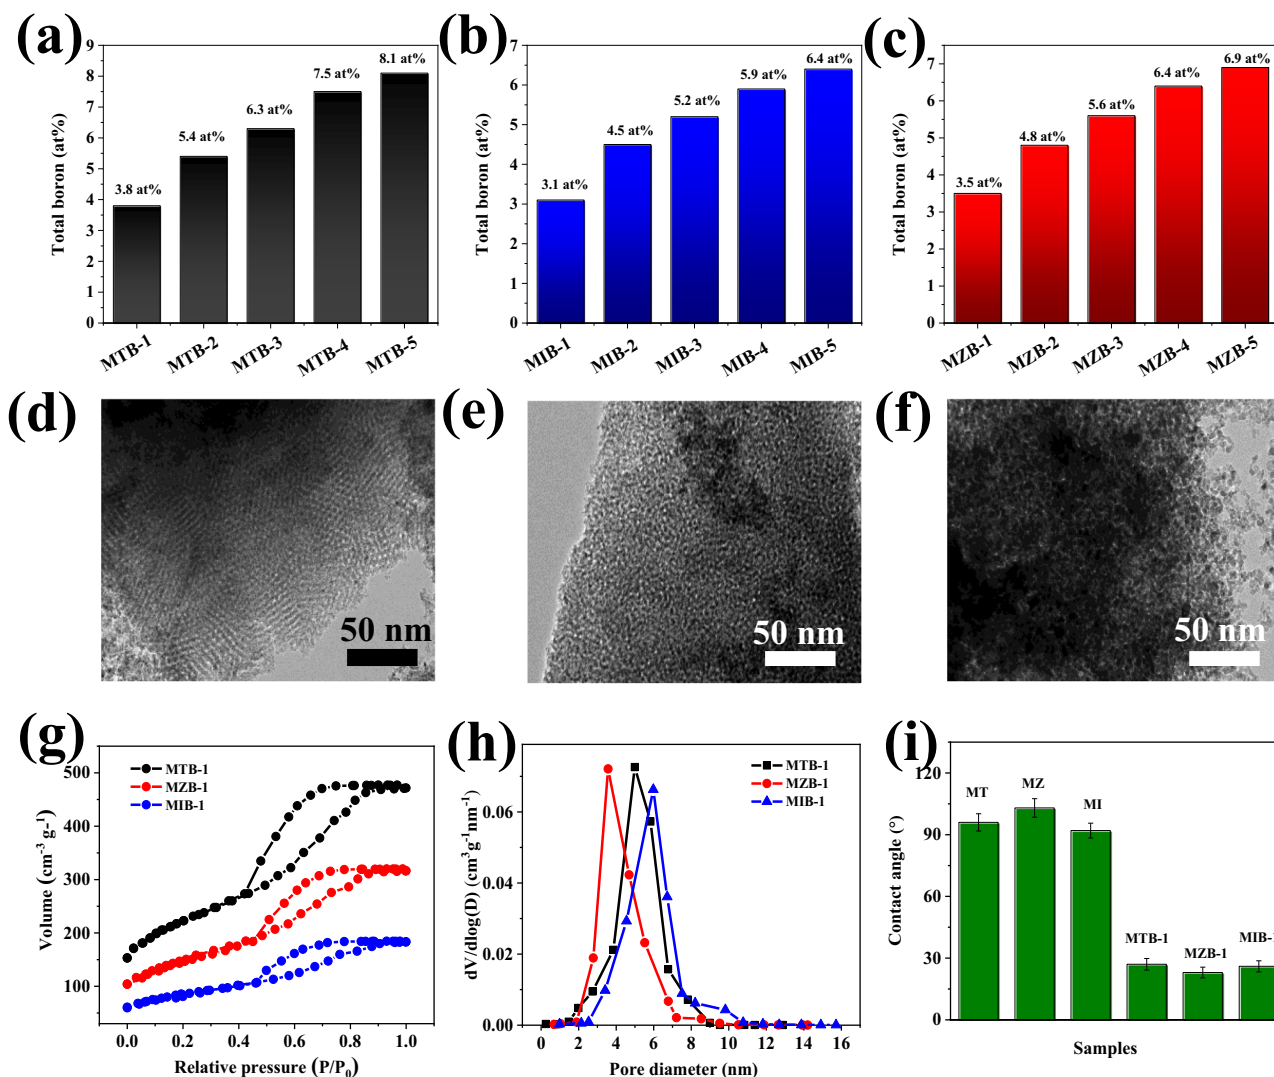 (a)
Total boron (at%)
9
8
7
6
5
4
3
2
1
0
3.8 at%
5.4 at%
6.3 at%
7.5 at%
8.1 at%
MTB-1
MTB-2
MTB-3
MTB-4
MTB-5
(b)
Total boron (at%)
7
6
5
4
3
2
1
0
3.1 at%
4.5 at%
5.2 at%
5.9 at%
6.4 at%
MIB-1
MIB-2
MIB-3
MIB-4
MIB-5
(c)
Total boron (at%)
7
6
5
4
3
2
1
0
3.5 at%
4.8 at%
5.6 at%
6.4 at%
6.9 at%
MZB-1
MZB-2
MZB-3
MZB-4
MZB-5
(d)
50 nm
(e)
50 nm
(f)
50 nm
(g)
Volume (cm⁻³ g-¹)
500
400
300
200
100
MTB-1
MZB-1
MIB-1
0.0
0.2
0.4
0.6
0.8
1.0
Relative pressure (P/P₀)
(h)
dV/dlog(D) (cm³g⁻¹nm⁻¹)
0.06
0.04
0.02
0.00
MTB-1
MZB-1
MIB-1
0
2
4
6
8
10
12
14
16
Pore diameter (nm)
(i)
Contact angle (°)
120
90
60
30
0
MT
MZ
MI
MTB-1
MZB-1
MIB-1
Samples